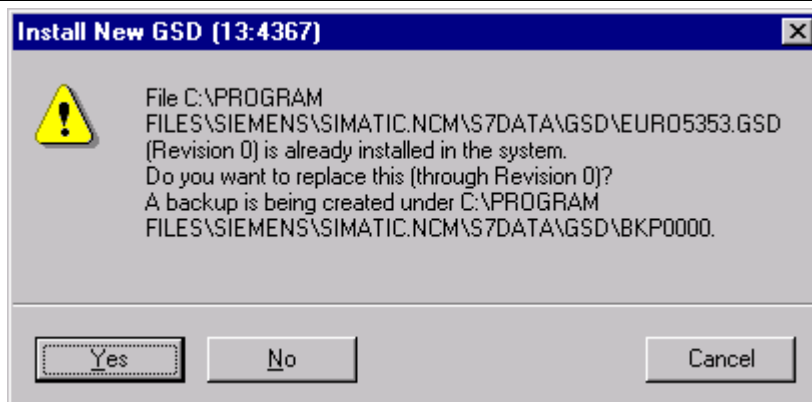 Install New GSD (13:4367)
File C:\PROGRAM
FILES\SIEMENS\SIMATIC.NCM\S7DATA\GSD\EURO5353.GSD
(Revision 0) is already installed in the system.
Do you want to replace this (through Revision 0)?
A backup is being created under C:\PROGRAM
FILES\SIEMENS\SIMATIC.NCM\S7DATA\GSD\BKP0000.
Yes No Cancel